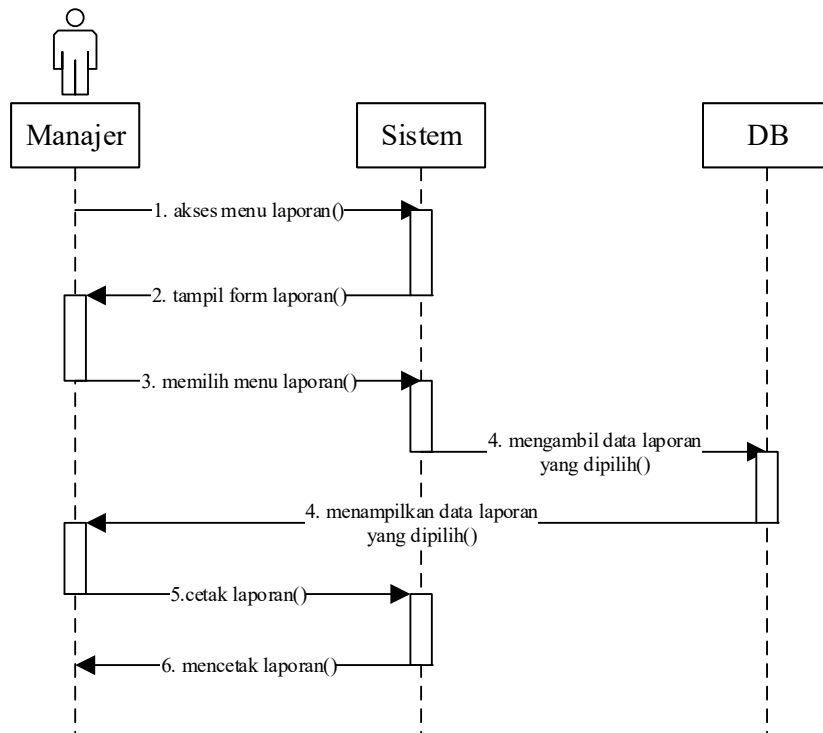 Manajer
Sistem
DB
1. akses menu laporan()
2. tampil form laporan()
3. memilih menu laporan()
4. mengambil data laporan
yang dipilih()
4. menampilkan data laporan
yang dipilih()
5.cetak laporan()
6. mencetak laporan()